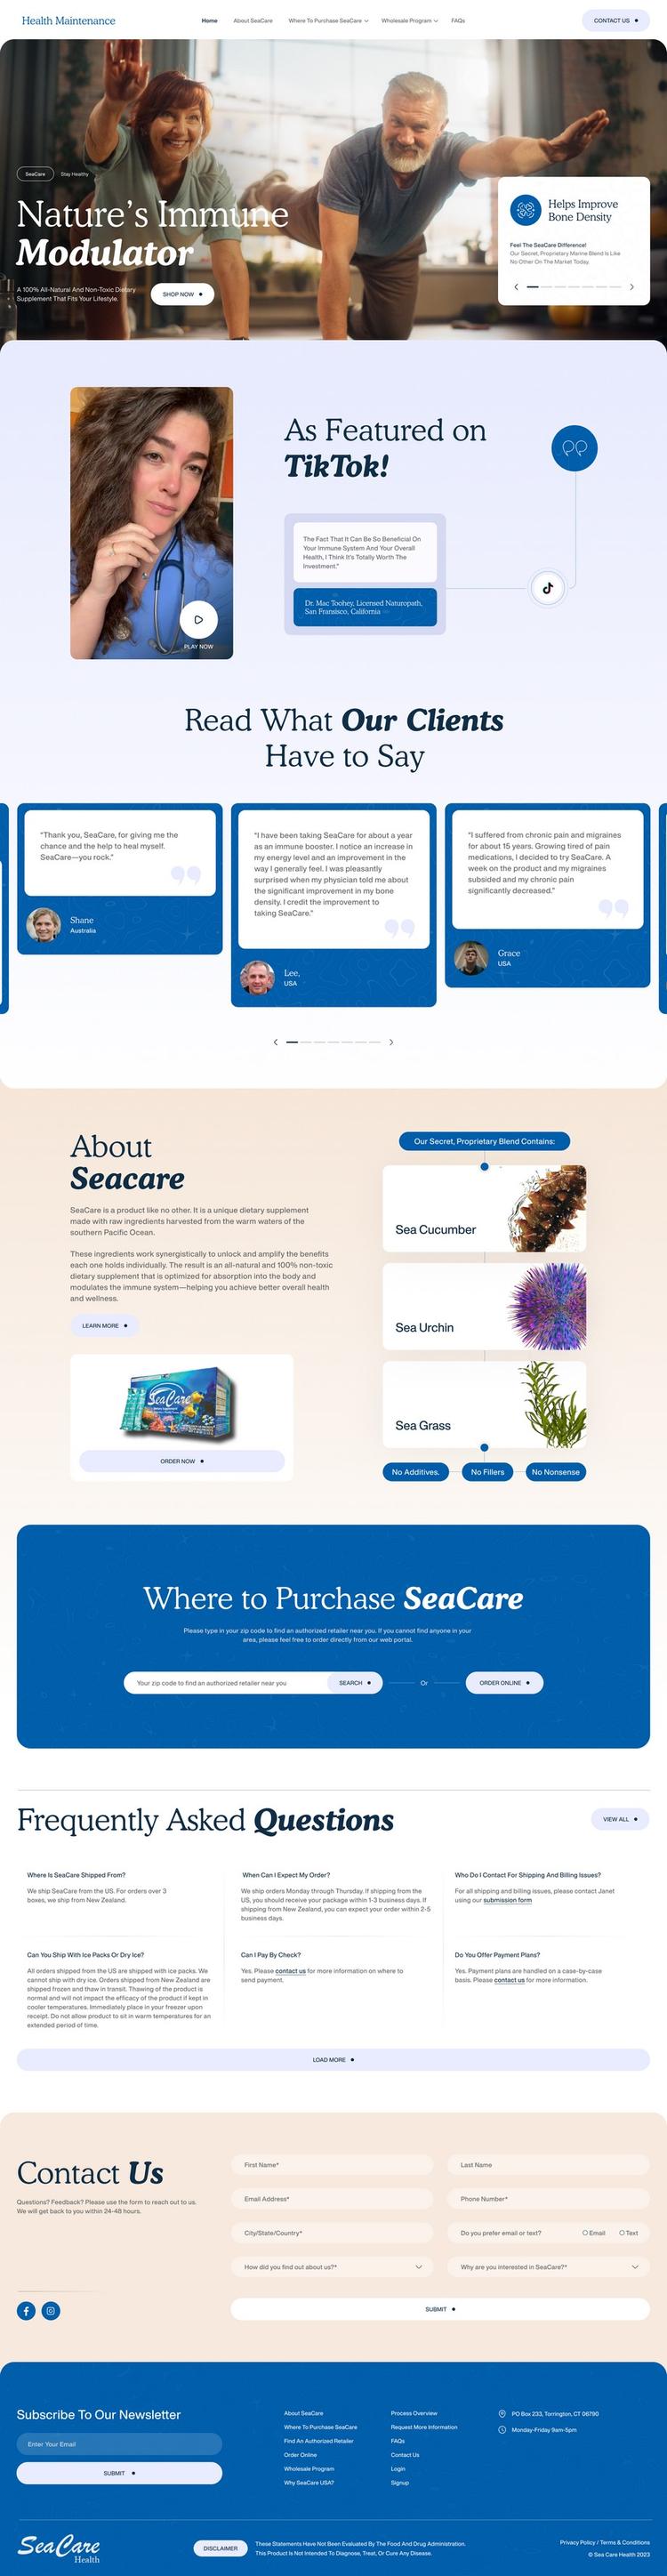 Health Maintenance
Home
About SeaCare
Where To Purchase SeaCare
Wholesale Program
FAQs
CONTACT US
SeaCare
Stay Healthy
Nature's Immune
Modulator
A 100% All-Natural And Non-Toxic Dietary
Supplement That Fits Your Lifestyle.
SHOP NOW
Helps Improve
Bone Density
Feel The SeaCare Difference!
Our Secret, Proprietary Marine Blend Is Like
No Other On The Market Today.
PLAY NOW
As Featured on
TikTok!
The Fact That It Can Be So Beneficial On
Your Immune System And Your Overall
Health, I Think It's Totally Worth The
Investment."
Dr. Mac Toohey, Licensed Naturopath,
San Fransisco, California
Read What Our Clients
Have to Say
"Thank you, SeaCare, for giving me the
chance and the help to heal myself.
SeaCare—you rock."
Shane
Australia
"I have been taking SeaCare for about a year
as an immune booster. I notice an increase in
my energy level and an improvement in the
way I generally feel. I was pleasantly
surprised when my physician told me about
the significant improvement in my bone
density. I credit the improvement to
taking SeaCare."
Lee,
USA
"I suffered from chronic pain and migraines
for about 15 years. Growing tired of pain
medications, I decided to try SeaCare. A
week on the product and my migraines
subsided and my chronic pain
significantly decreased."
Grace
USA
About
Seacare
SeaCare is a product like no other. It is a unique dietary supplement
made with raw ingredients harvested from the warm waters of the
southern Pacific Ocean.
These ingredients work synergistically to unlock and amplify the benefits
each one holds individually. The result is an all-natural and 100% non-toxic
dietary supplement that is optimized for absorption into the body and
modulates the immune system—helping you achieve better overall health
and wellness.
LEARN MORE
SeaCare
ORDER NOW
Our Secret, Proprietary Blend Contains:
Sea Cucumber
Sea Urchin
Sea Grass
No Additives.
No Fillers
No Nonsense
Where to Purchase SeaCare
Please type in your zip code to find an authorized retailer near you. If you cannot find anyone in your
area, please feel free to order directly from our web portal.
Your zip code to find an authorized retailer near you
SEARCH
Or
ORDER ONLINE
Frequently Asked Questions
VIEW ALL
Where Is SeaCare Shipped From?
We ship SeaCare from the US. For orders over 3
boxes, we ship from New Zealand.
When Can I Expect My Order?
We ship orders Monday through Thursday. If shipping from the
US, you should receive your package within 1-3 business days. If
shipping from New Zealand, you can expect your order within 2-5
business days.
Who Do I Contact For Shipping And Billing Issues?
For all shipping and billing issues, please contact Janet
using our submission form
Can You Ship With Ice Packs Or Dry Ice?
All orders shipped from the US are shipped with ice packs. We
cannot ship with dry ice. Orders shipped from New Zealand are
shipped frozen and thaw in transit. Thawing of the product is
normal and will not impact the efficacy of the product if kept in
cooler temperatures. Immediately place in your freezer upon
receipt. Do not allow product to sit in warm temperatures for an
extended period of time.
Can I Pay By Check?
Yes. Please contact us for more information on where to
send payment.
Do You Offer Payment Plans?
Yes. Payment plans are handled on a case-by-case
basis. Please contact us for more information.
LOAD MORE
Contact Us
Questions? Feedback? Please use the form to reach out to us.
We will get back to you within 24-48 hours.
First Name*
Last Name
Email Address*
Phone Number*
City/State/Country*
Do you prefer email or text?
Email
Text
How did you find out about us?*
Why are you interested in SeaCare?*
SUBMIT
Subscribe To Our Newsletter
Enter Your Email
SUBMIT
About SeaCare
Where To Purchase SeaCare
Find An Authorized Retailer
Order Online
Wholesale Program
Why SeaCare USA?
Process Overview
Request More Information
FAQs
Contact Us
Login
Signup
PO Box 233, Torrington, CT 06790
Monday-Friday 9am-5pm
SeaCare
Health
DISCLAIMER
These Statements Have Not Been Evaluated By The Food And Drug Administration.
This Product Is Not Intended To Diagnose, Treat, Or Cure Any Disease.
Privacy Policy / Terms & Conditions
© Sea Care Health 2023